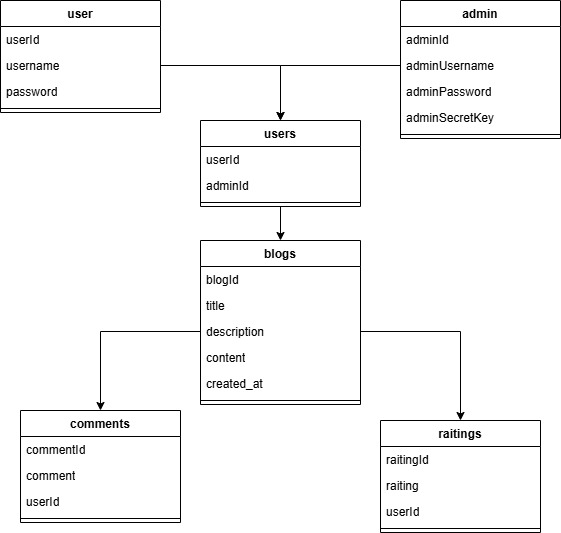 user
userId
username
password
admin
adminId
adminUsername
adminPassword
adminSecretKey
users
userId
adminId
blogs
blogId
title
description
content
created_at
comments
commentId
comment
userId
raitings
raitingId
raiting
userId